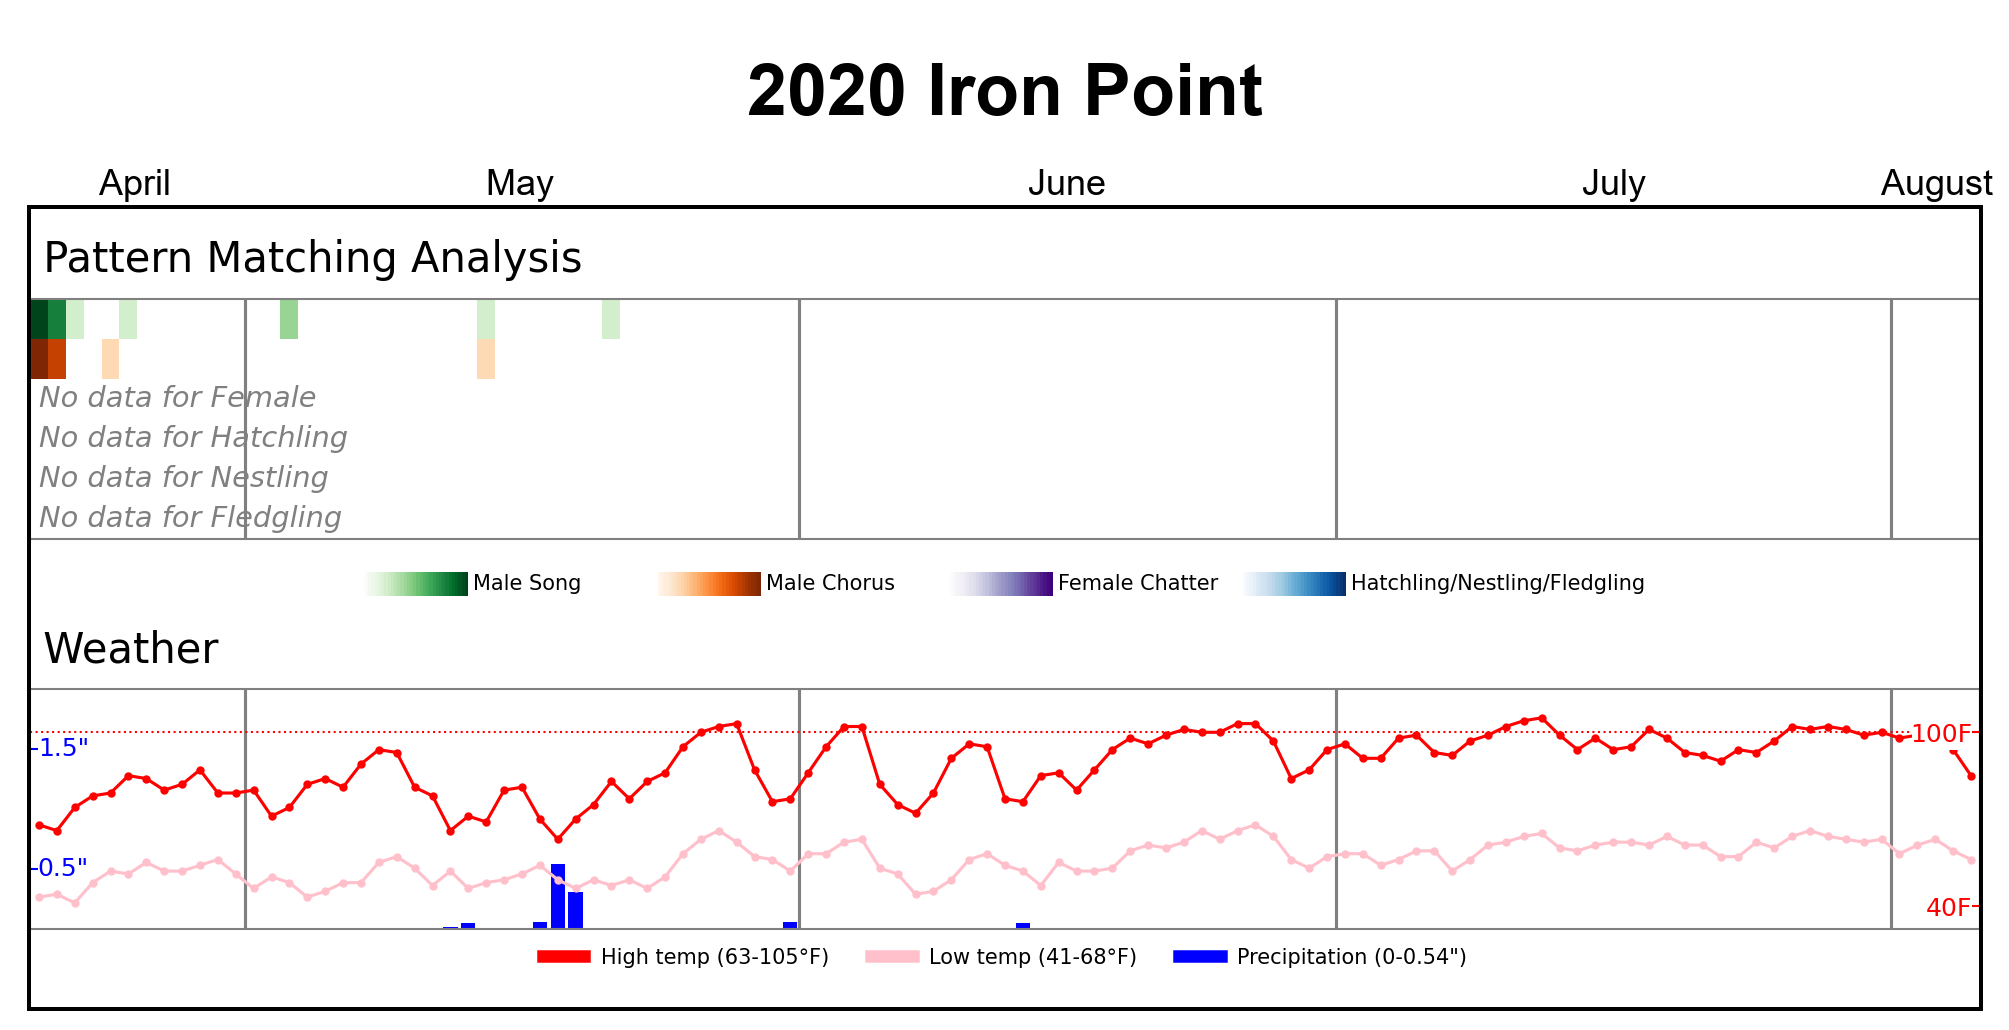 2020 Iron Point
April May June July August
Pattern Matching Analysis
No data for Female
No data for Hatchling
No data for Nestling
No data for Fledgling
Male Song Male Chorus Female Chatter Hatchling/Nestling/Fledgling
Weather
1.5" 100F
0.5"
40F
High temp (63-105°F) Low temp (41-68°F) Precipitation (0-0.54")